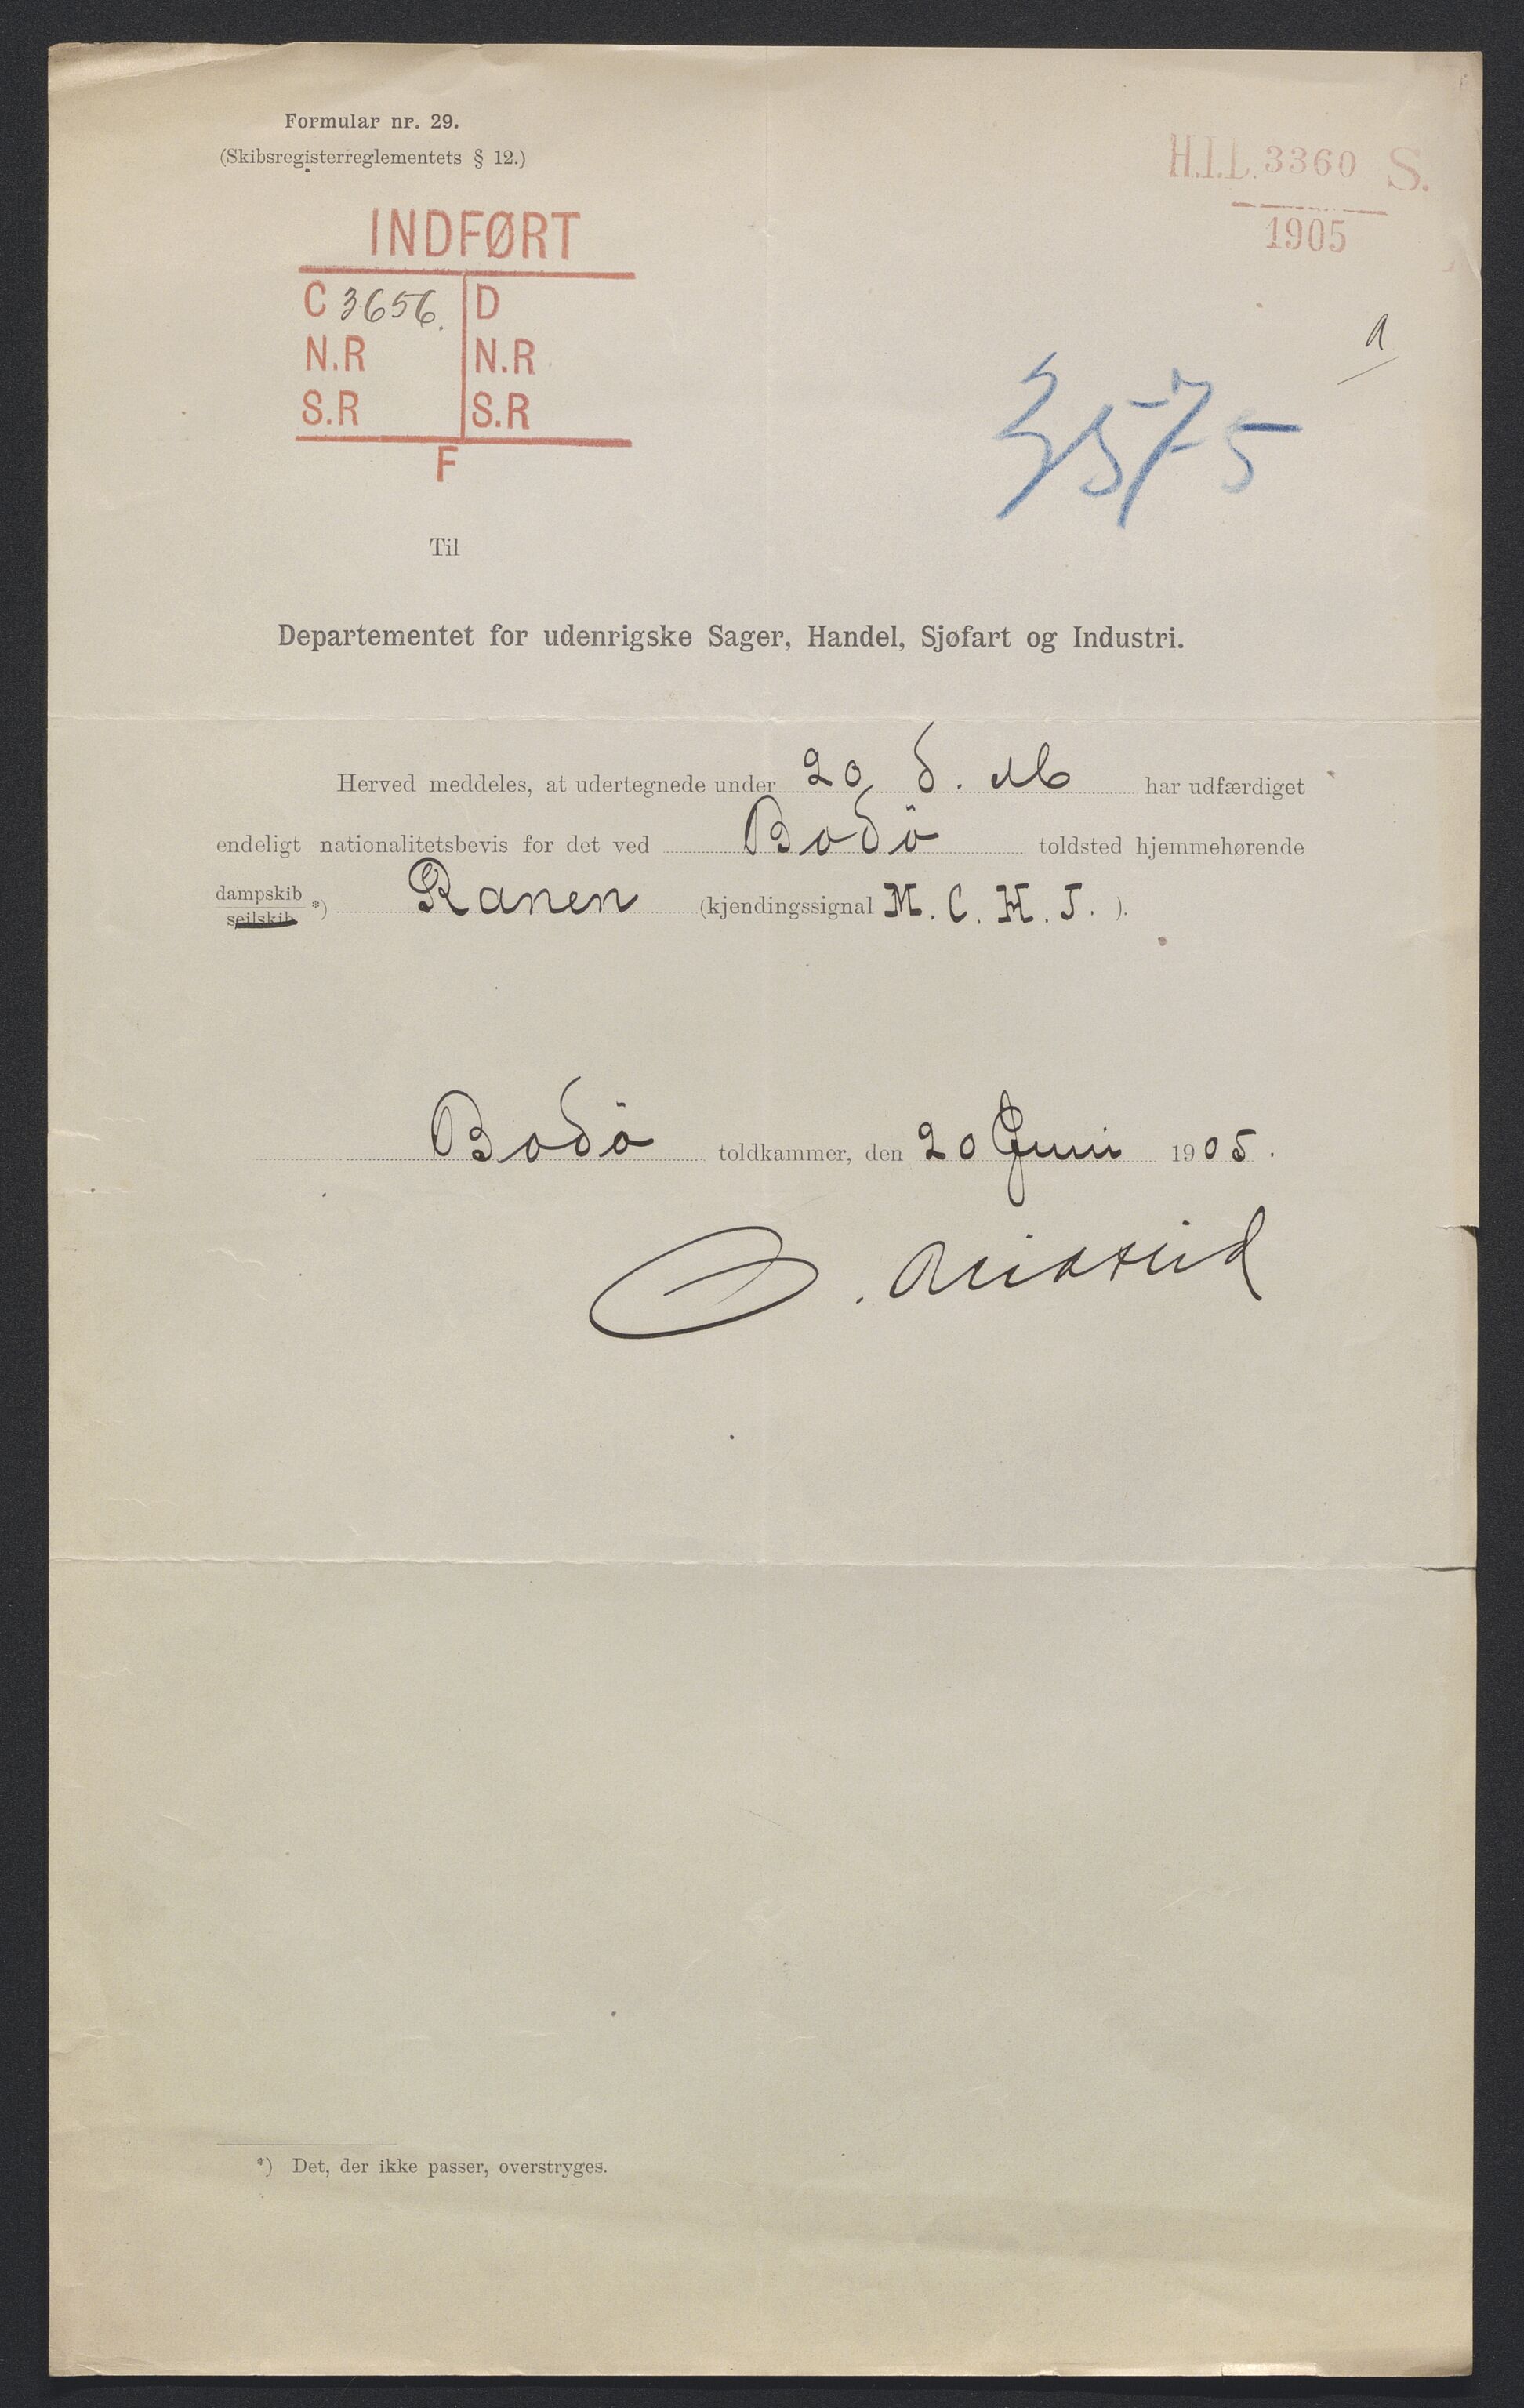 Formular nr. 29.
(Skibsregisterreglementets § 12.)
H.I.L. 3360 S.
1905
INDFØRT
C 3656. D
N.R N.R
S.R S.R
F
a
3575
Til
Departementet for udenrigske Sager, Handel, Sjøfart og Industri.
Herved meddeles, at udertegnede under 20 d. M. har udfærdiget
endeligt nationalitetsbevis for det ved Bodö toldsted hjemmehørende
dampskib
seilskib *) Ranen (kjendingssignal M. C. H. J. ).
Bodö toldkammer, den 20 Juni 1905.
*) Det, der ikke passer, overstryges.